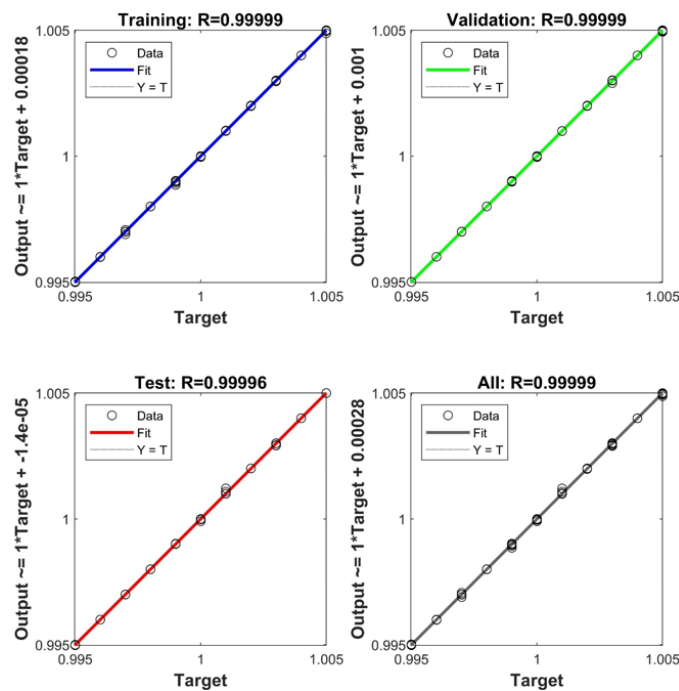 Training: R=0.99999
Output ~= 1*Target + 0.00018
1.005
1
0.995
Data
Fit
Y = T
0.995
1
1.005
Target
Validation: R=0.99999
Output ~= 1*Target + 0.001
1.005
1
0.995
Data
Fit
Y = T
0.995
1
1.005
Target
Test: R=0.99996
Output ~= 1*Target + -1.4e-05
1.005
1
0.995
Data
Fit
Y = T
0.995
1
1.005
Target
All: R=0.99999
Output ~= 1*Target + 0.00028
1.005
1
0.995
Data
Fit
Y = T
0.995
1
1.005
Target